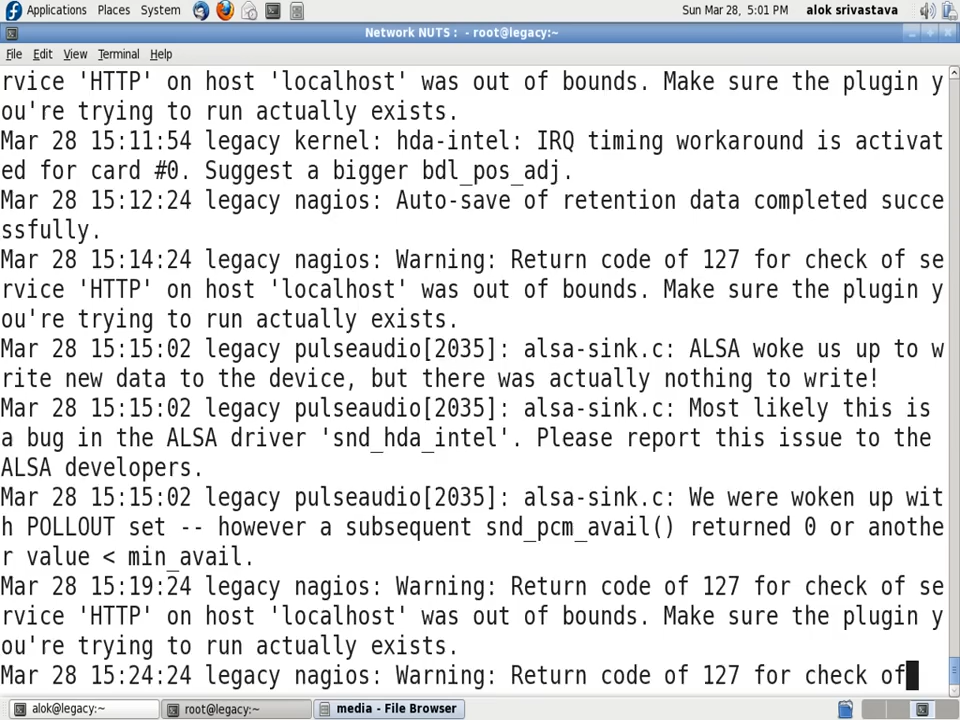 Applications Places System Sun Mar 28, 5:01 PM alok srivastava
Network NUTS : - root@legacy:~
File Edit View Terminal Help
rvice 'HTTP' on host 'localhost' was out of bounds. Make sure the plugin y
ou're trying to run actually exists.
Mar 28 15:11:54 legacy kernel: hda-intel: IRQ timing workaround is activat
ed for card #0. Suggest a bigger bdl_pos_adj.
Mar 28 15:12:24 legacy nagios: Auto-save of retention data completed succe
ssfully.
Mar 28 15:14:24 legacy nagios: Warning: Return code of 127 for check of se
rvice 'HTTP' on host 'localhost' was out of bounds. Make sure the plugin y
ou're trying to run actually exists.
Mar 28 15:15:02 legacy pulseaudio[2035]: alsa-sink.c: ALSA woke us up to w
rite new data to the device, but there was actually nothing to write!
Mar 28 15:15:02 legacy pulseaudio[2035]: alsa-sink.c: Most likely this is
a bug in the ALSA driver 'snd_hda_intel'. Please report this issue to the
ALSA developers.
Mar 28 15:15:02 legacy pulseaudio[2035]: alsa-sink.c: We were woken up wit
h POLLOUT set -- however a subsequent snd_pcm_avail() returned 0 or anothe
r value < min_avail.
Mar 28 15:19:24 legacy nagios: Warning: Return code of 127 for check of se
rvice 'HTTP' on host 'localhost' was out of bounds. Make sure the plugin y
ou're trying to run actually exists.
Mar 28 15:24:24 legacy nagios: Warning: Return code of 127 for check of
alok@legacy:~ root@legacy:~ media - File Browser